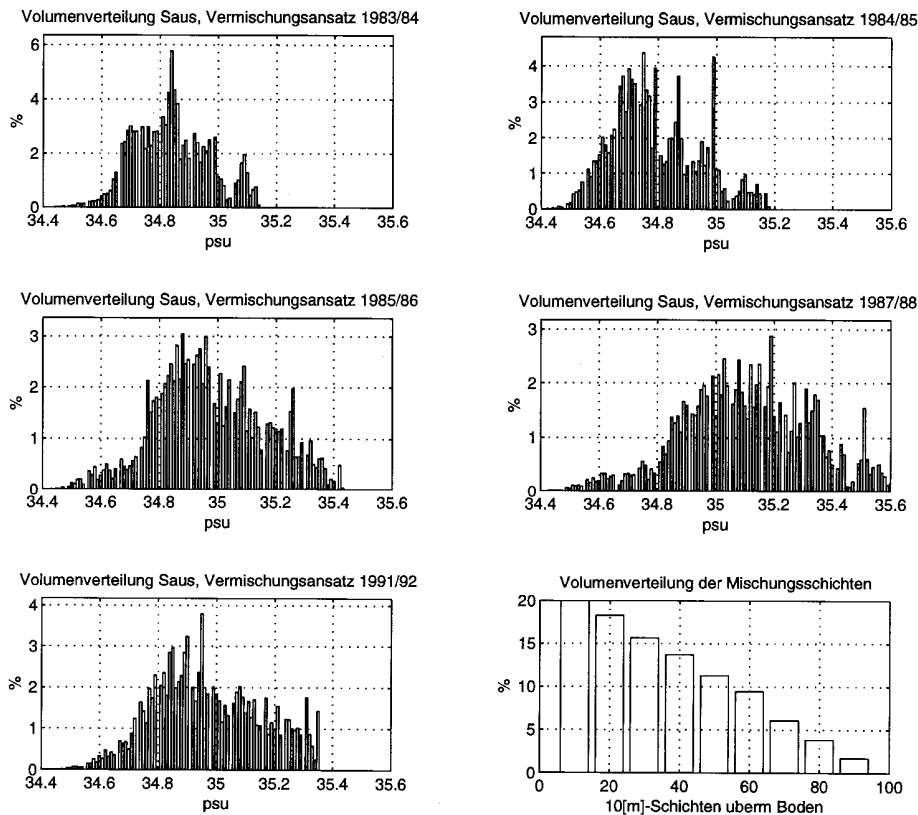 Volumenverteilung Saus, Vermischungsansatz 1983/84
6
4
2
0
%
34.4 34.6 34.8 35 35.2 35.4 35.6
psu
Volumenverteilung Saus, Vermischungsansatz 1984/85
4
3
2
1
0
%
34.4 34.6 34.8 35 35.2 35.4 35.6
psu
Volumenverteilung Saus, Vermischungsansatz 1985/86
3
2
1
0
%
34.4 34.6 34.8 35 35.2 35.4 35.6
psu
Volumenverteilung Saus, Vermischungsansatz 1987/88
3
2
1
0
%
34.4 34.6 34.8 35 35.2 35.4 35.6
psu
Volumenverteilung Saus, Vermischungsansatz 1991/92
4
3
2
1
0
%
34.4 34.6 34.8 35 35.2 35.4 35.6
psu
Volumenverteilung der Mischungsschichten
20
15
10
5
0
%
0 20 40 60 80 100
10[m]-Schichten uberm Boden